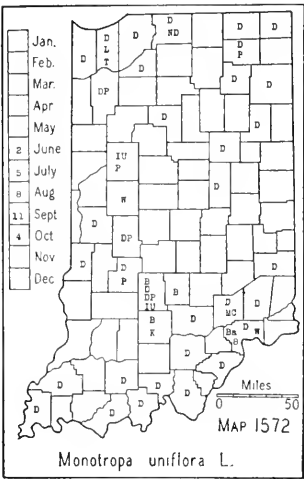 Jan.
Feb.
Mar.
Apr
May
2 June
5 July
8 Aug
11 Sept
4 Oct
Nov
Dec
D D D D D D
L ND D
T P
D D D
DP D
D
D
IU D
P
W D
D
DP D
D D D
P
B B D D
D MC
DP
IU
B D Ba D W
K B
D D
D D D D
D D D
Miles
0 50
MAP 1572
Monotropa uniflora L.